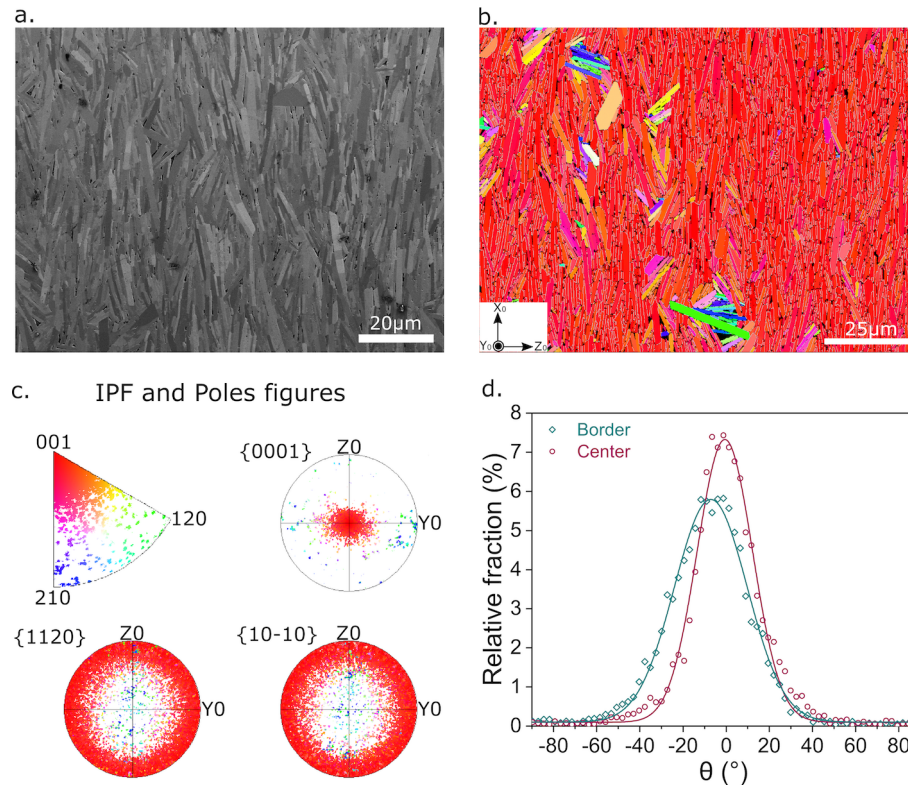 a.
20µm
b.
X₀
Y₀
Z₀
25µm
c.
IPF and Poles figures
001
120
210
{0001}
Z0
Y0
{1120}
Z0
Y0
{10-10}
Z0
Y0
d.
Relative fraction (%)
8
7
6
5
4
3
2
1
0
Border
Center
-80
-60
-40
-20
0
20
40
60
80
θ (°)